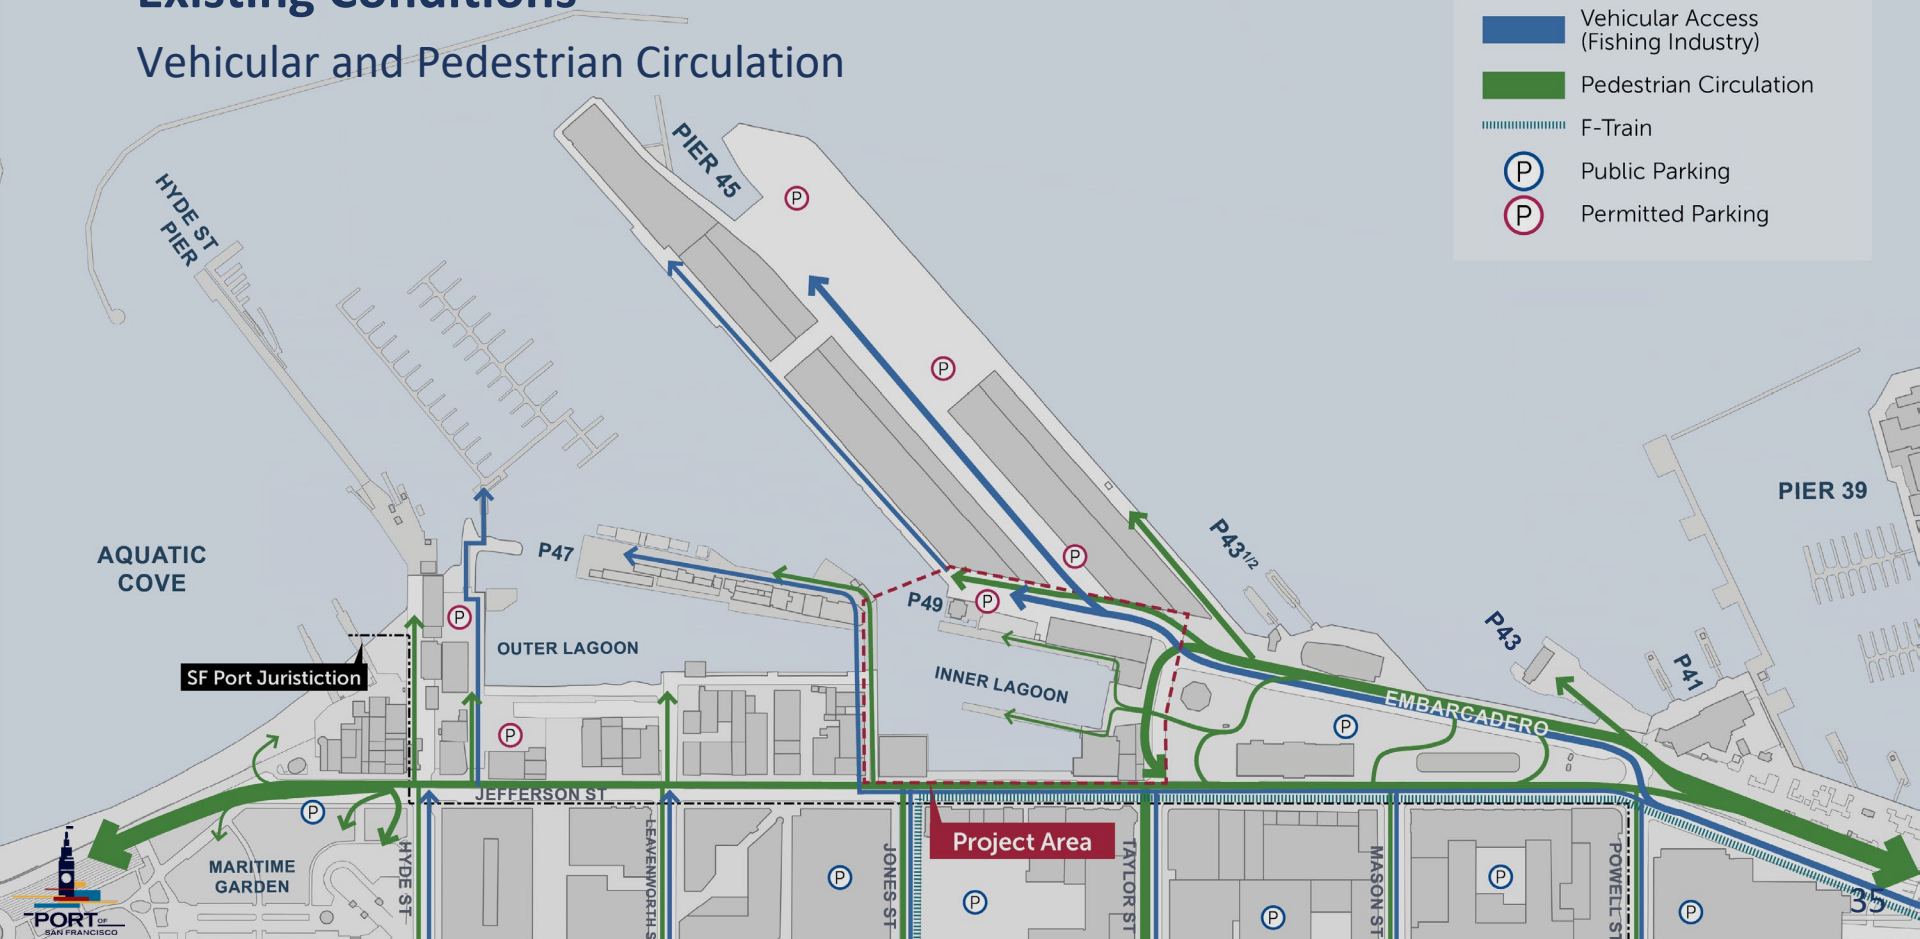 Existing Conditions
Vehicular and Pedestrian Circulation
Vehicular Access
(Fishing Industry)
Pedestrian Circulation
F-Train
P
Public Parking
P
Permitted Parking
PIER 45
P
HYDE ST
PIER
P
PIER 39
P43 1/2
AQUATIC
COVE
P47
P
P49
P
P
P43
OUTER LAGOON
SF Port Juristiction
INNER LAGOON
P41
EMBARCADERO
P
P
JEFFERSON ST
P
Project Area
MARITIME
GARDEN
HYDE ST
LEAVENWORTH S
JONES ST
TAYLOR ST
MASON ST
POWELL ST
P
P
P
P
P
35
PORT OF
SAN FRANCISCO